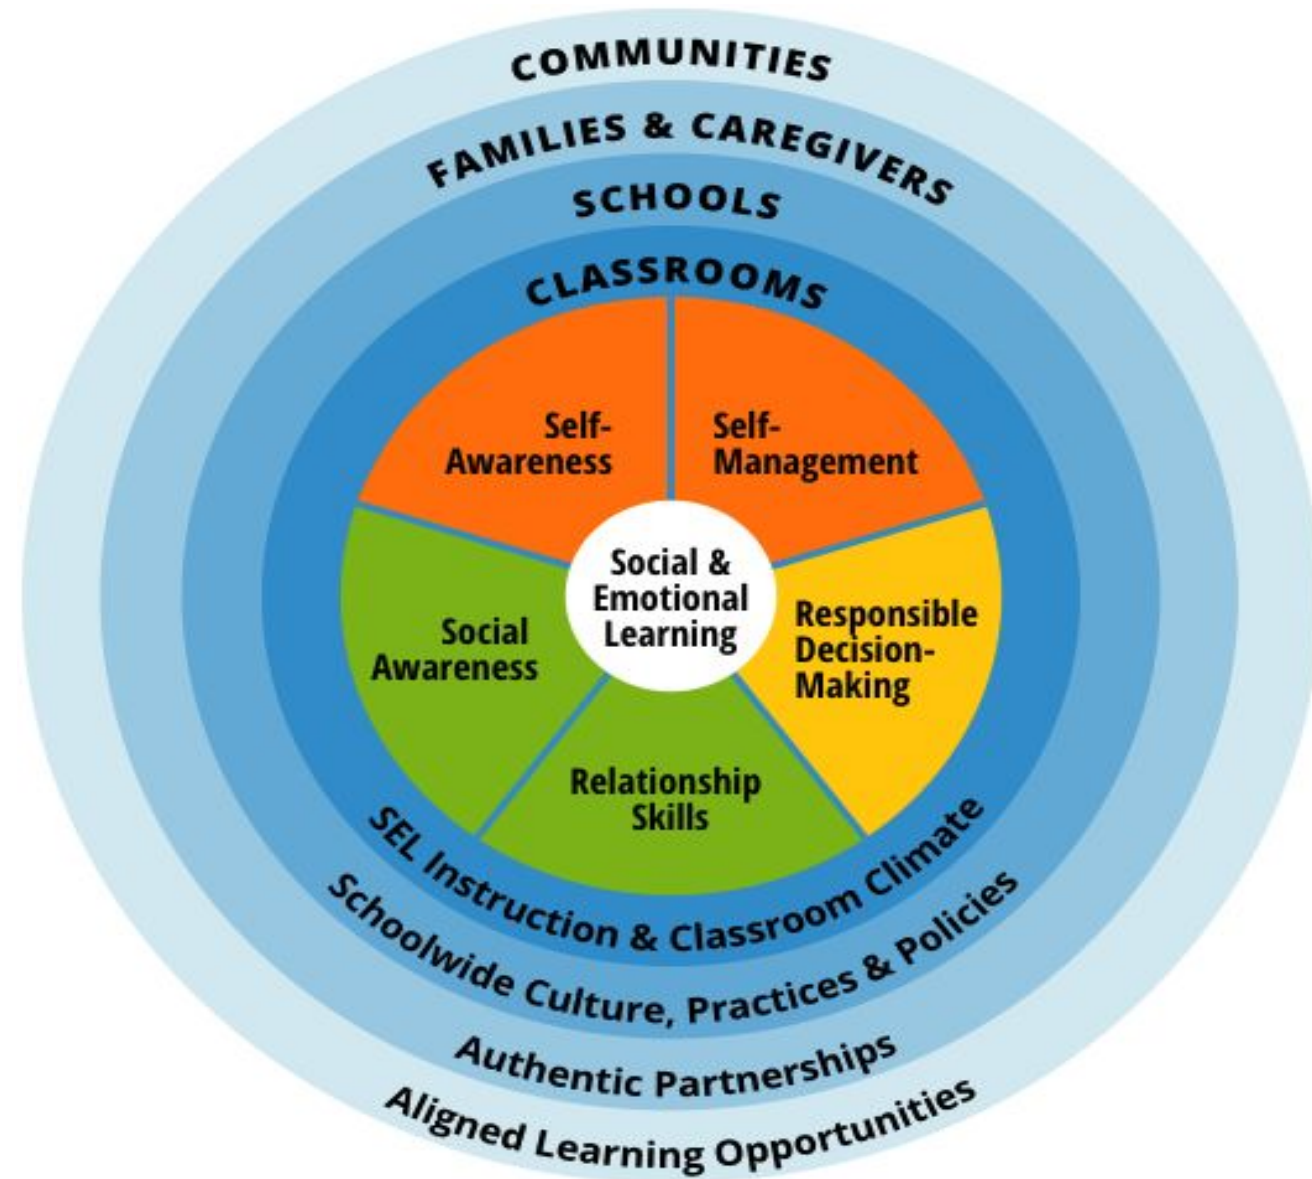 COMMUNITIES
FAMILIES & CAREGIVERS
SCHOOLS
CLASSROOMS
Self-
Awareness
Self-
Management
Social &
Emotional
Learning
Social
Awareness
Responsible
Decision-
Making
Relationship
Skills
SEL Instruction & Classroom Climate
Schoolwide Culture, Practices & Policies
Authentic Partnerships
Aligned Learning Opportunities